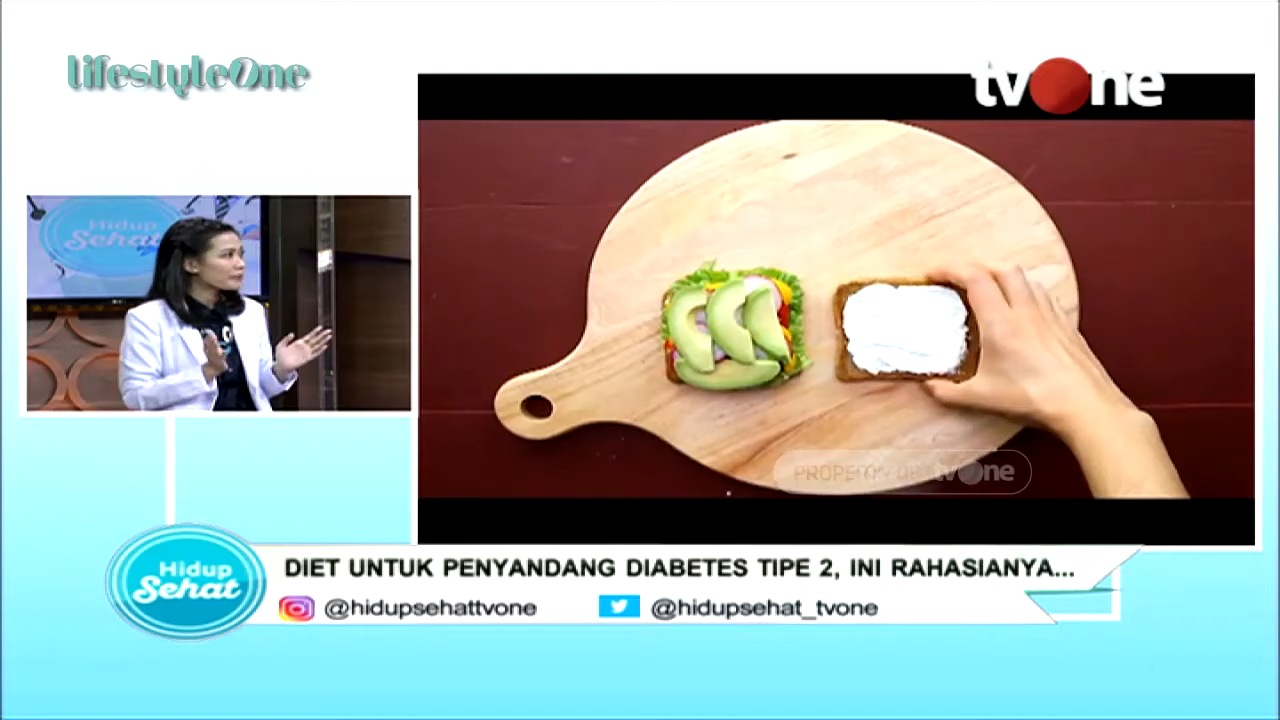 lifestyleOne
tvOne
Hidup
Sehat
PROPERTY OF tvOne
DIET UNTUK PENYANDANG DIABETES TIPE 2, INI RAHASIANYA...
Hidup
Sehat
@hidupsehattvone
@hidupsehat_tvone